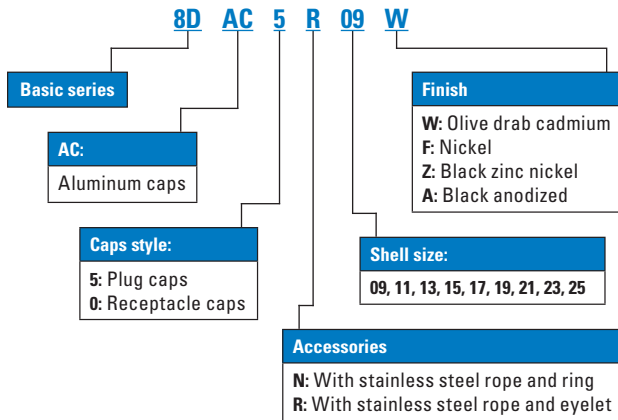 8D AC 5 R 09 W
Basic series
Finish
W: Olive drab cadmium
F: Nickel
Z: Black zinc nickel
A: Black anodized
AC:
Aluminum caps
Caps style:
5: Plug caps
0: Receptacle caps
Shell size:
09, 11, 13, 15, 17, 19, 21, 23, 25
Accessories
N: With stainless steel rope and ring
R: With stainless steel rope and eyelet